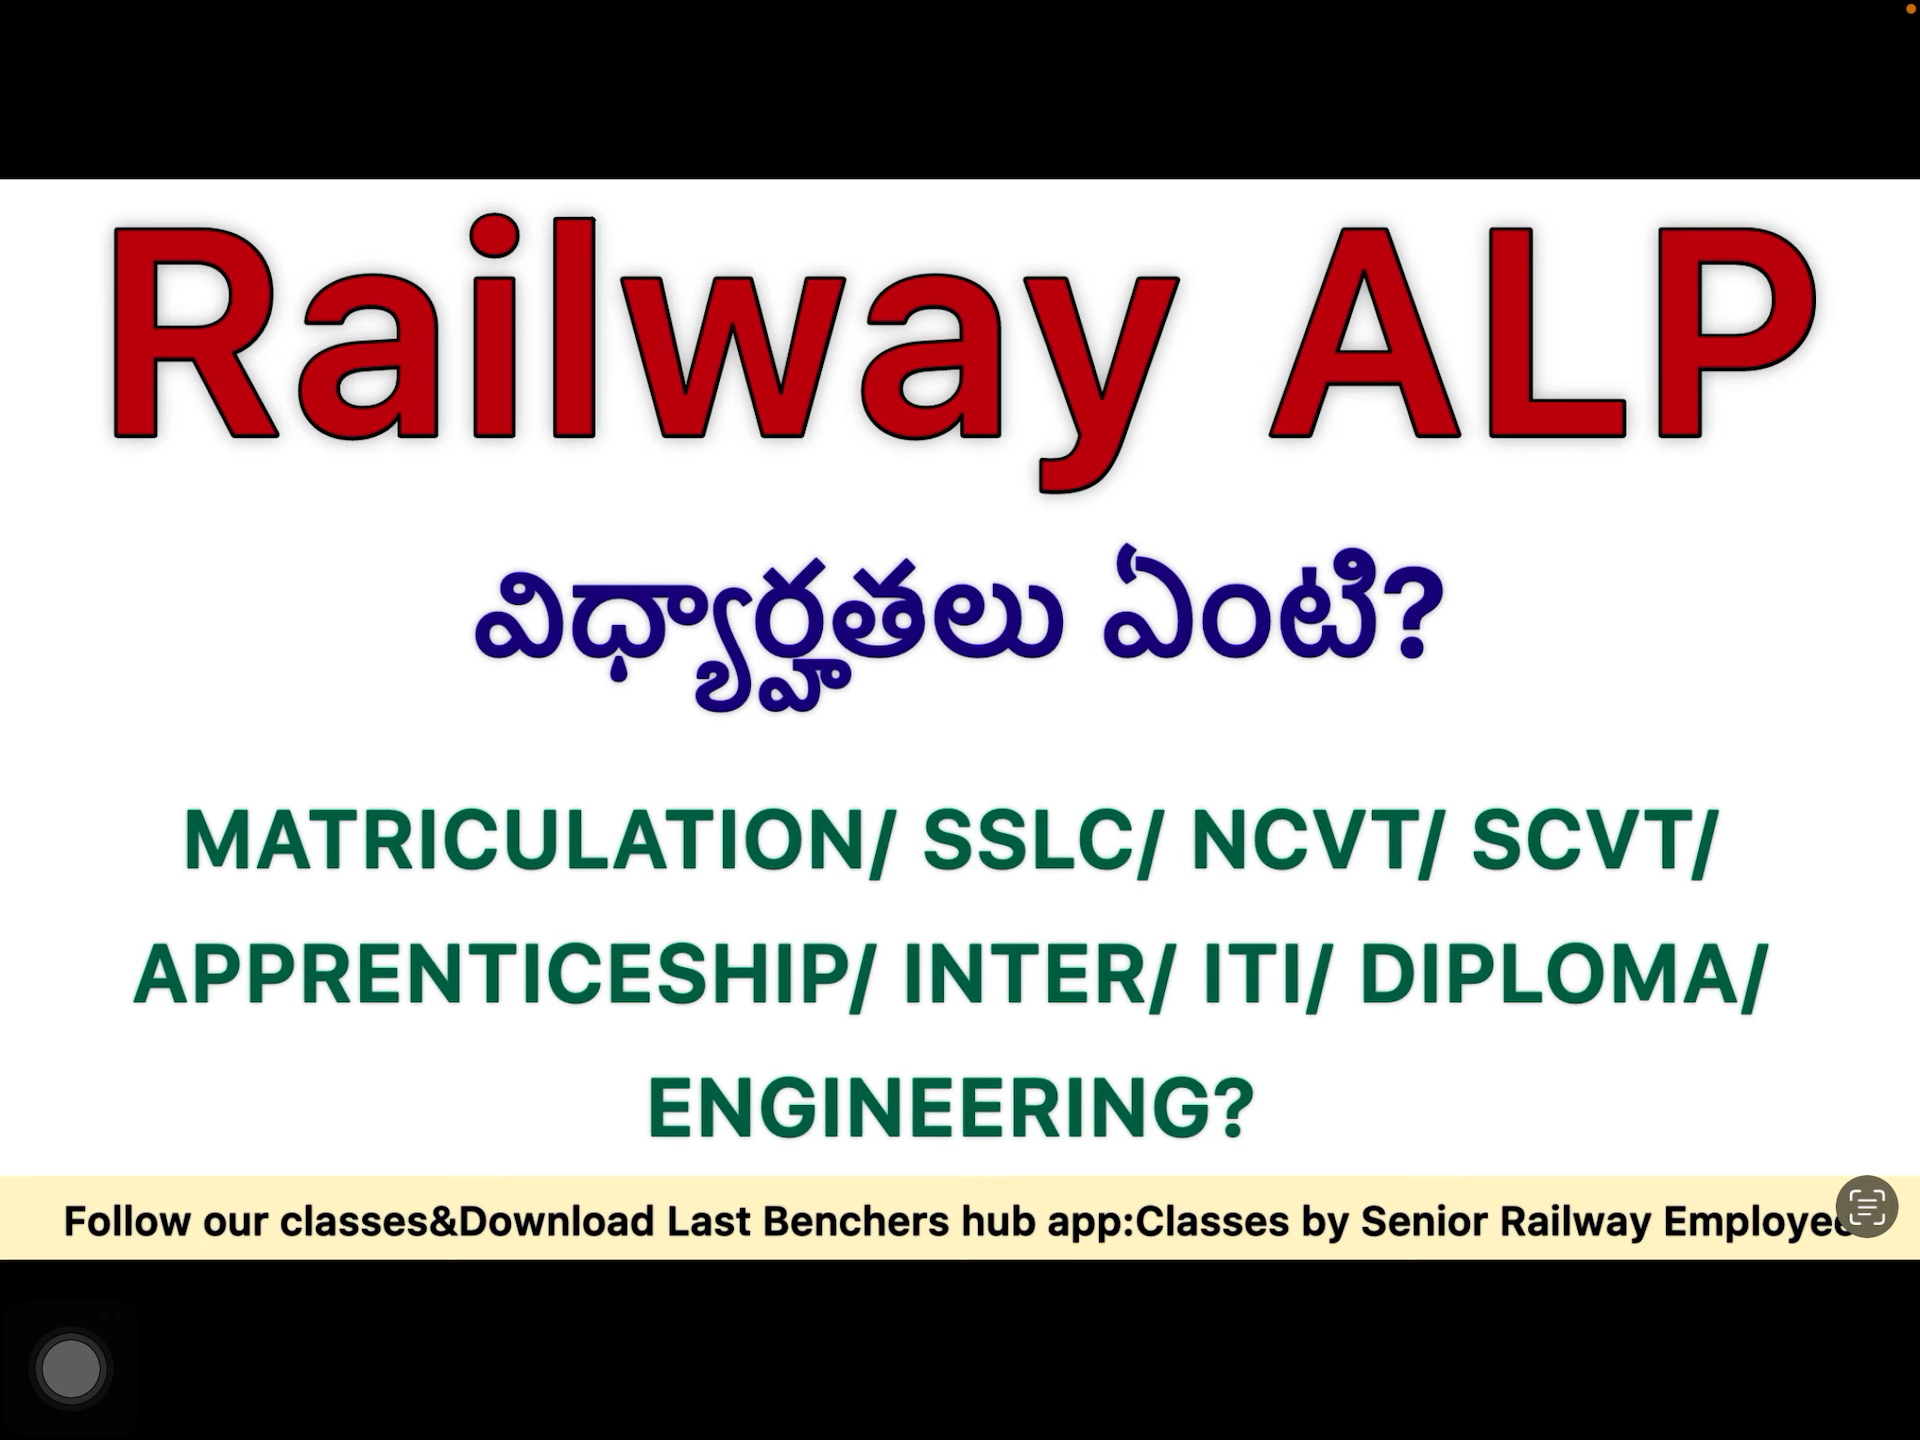 Railway ALP
విధ్యార్హతలు ఏంటి?
MATRICULATION/ SSLC/ NCVT/ SCVT/
APPRENTICESHIP/ INTER/ ITI/ DIPLOMA/
ENGINEERING?
Follow our classes&Download Last Benchers hub app:Classes by Senior Railway Employee